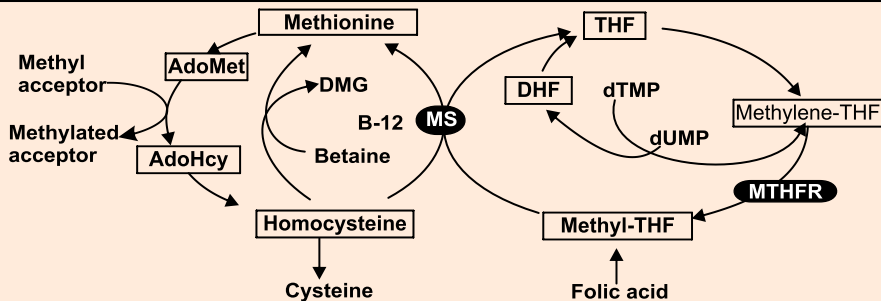 Methionine
THF
Methyl
acceptor
AdoMet
DMG
DHF
dTMP
Methylene-THF
B-12
MS
Methylated
acceptor
AdoHcy
Betaine
dUMP
MTHFR
Homocysteine
Methyl-THF
Cysteine
Folic acid